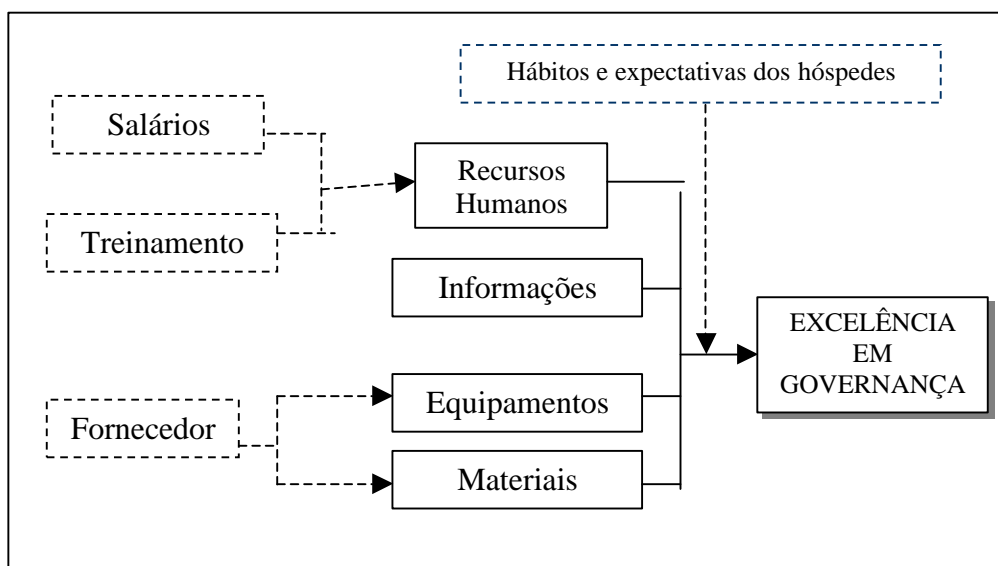 Hábitos e expectativas dos hóspedes
Salários
Recursos
Humanos
Treinamento
Informações
EXCELÊNCIA
EM
GOVERNANÇA
Equipamentos
Fornecedor
Materiais